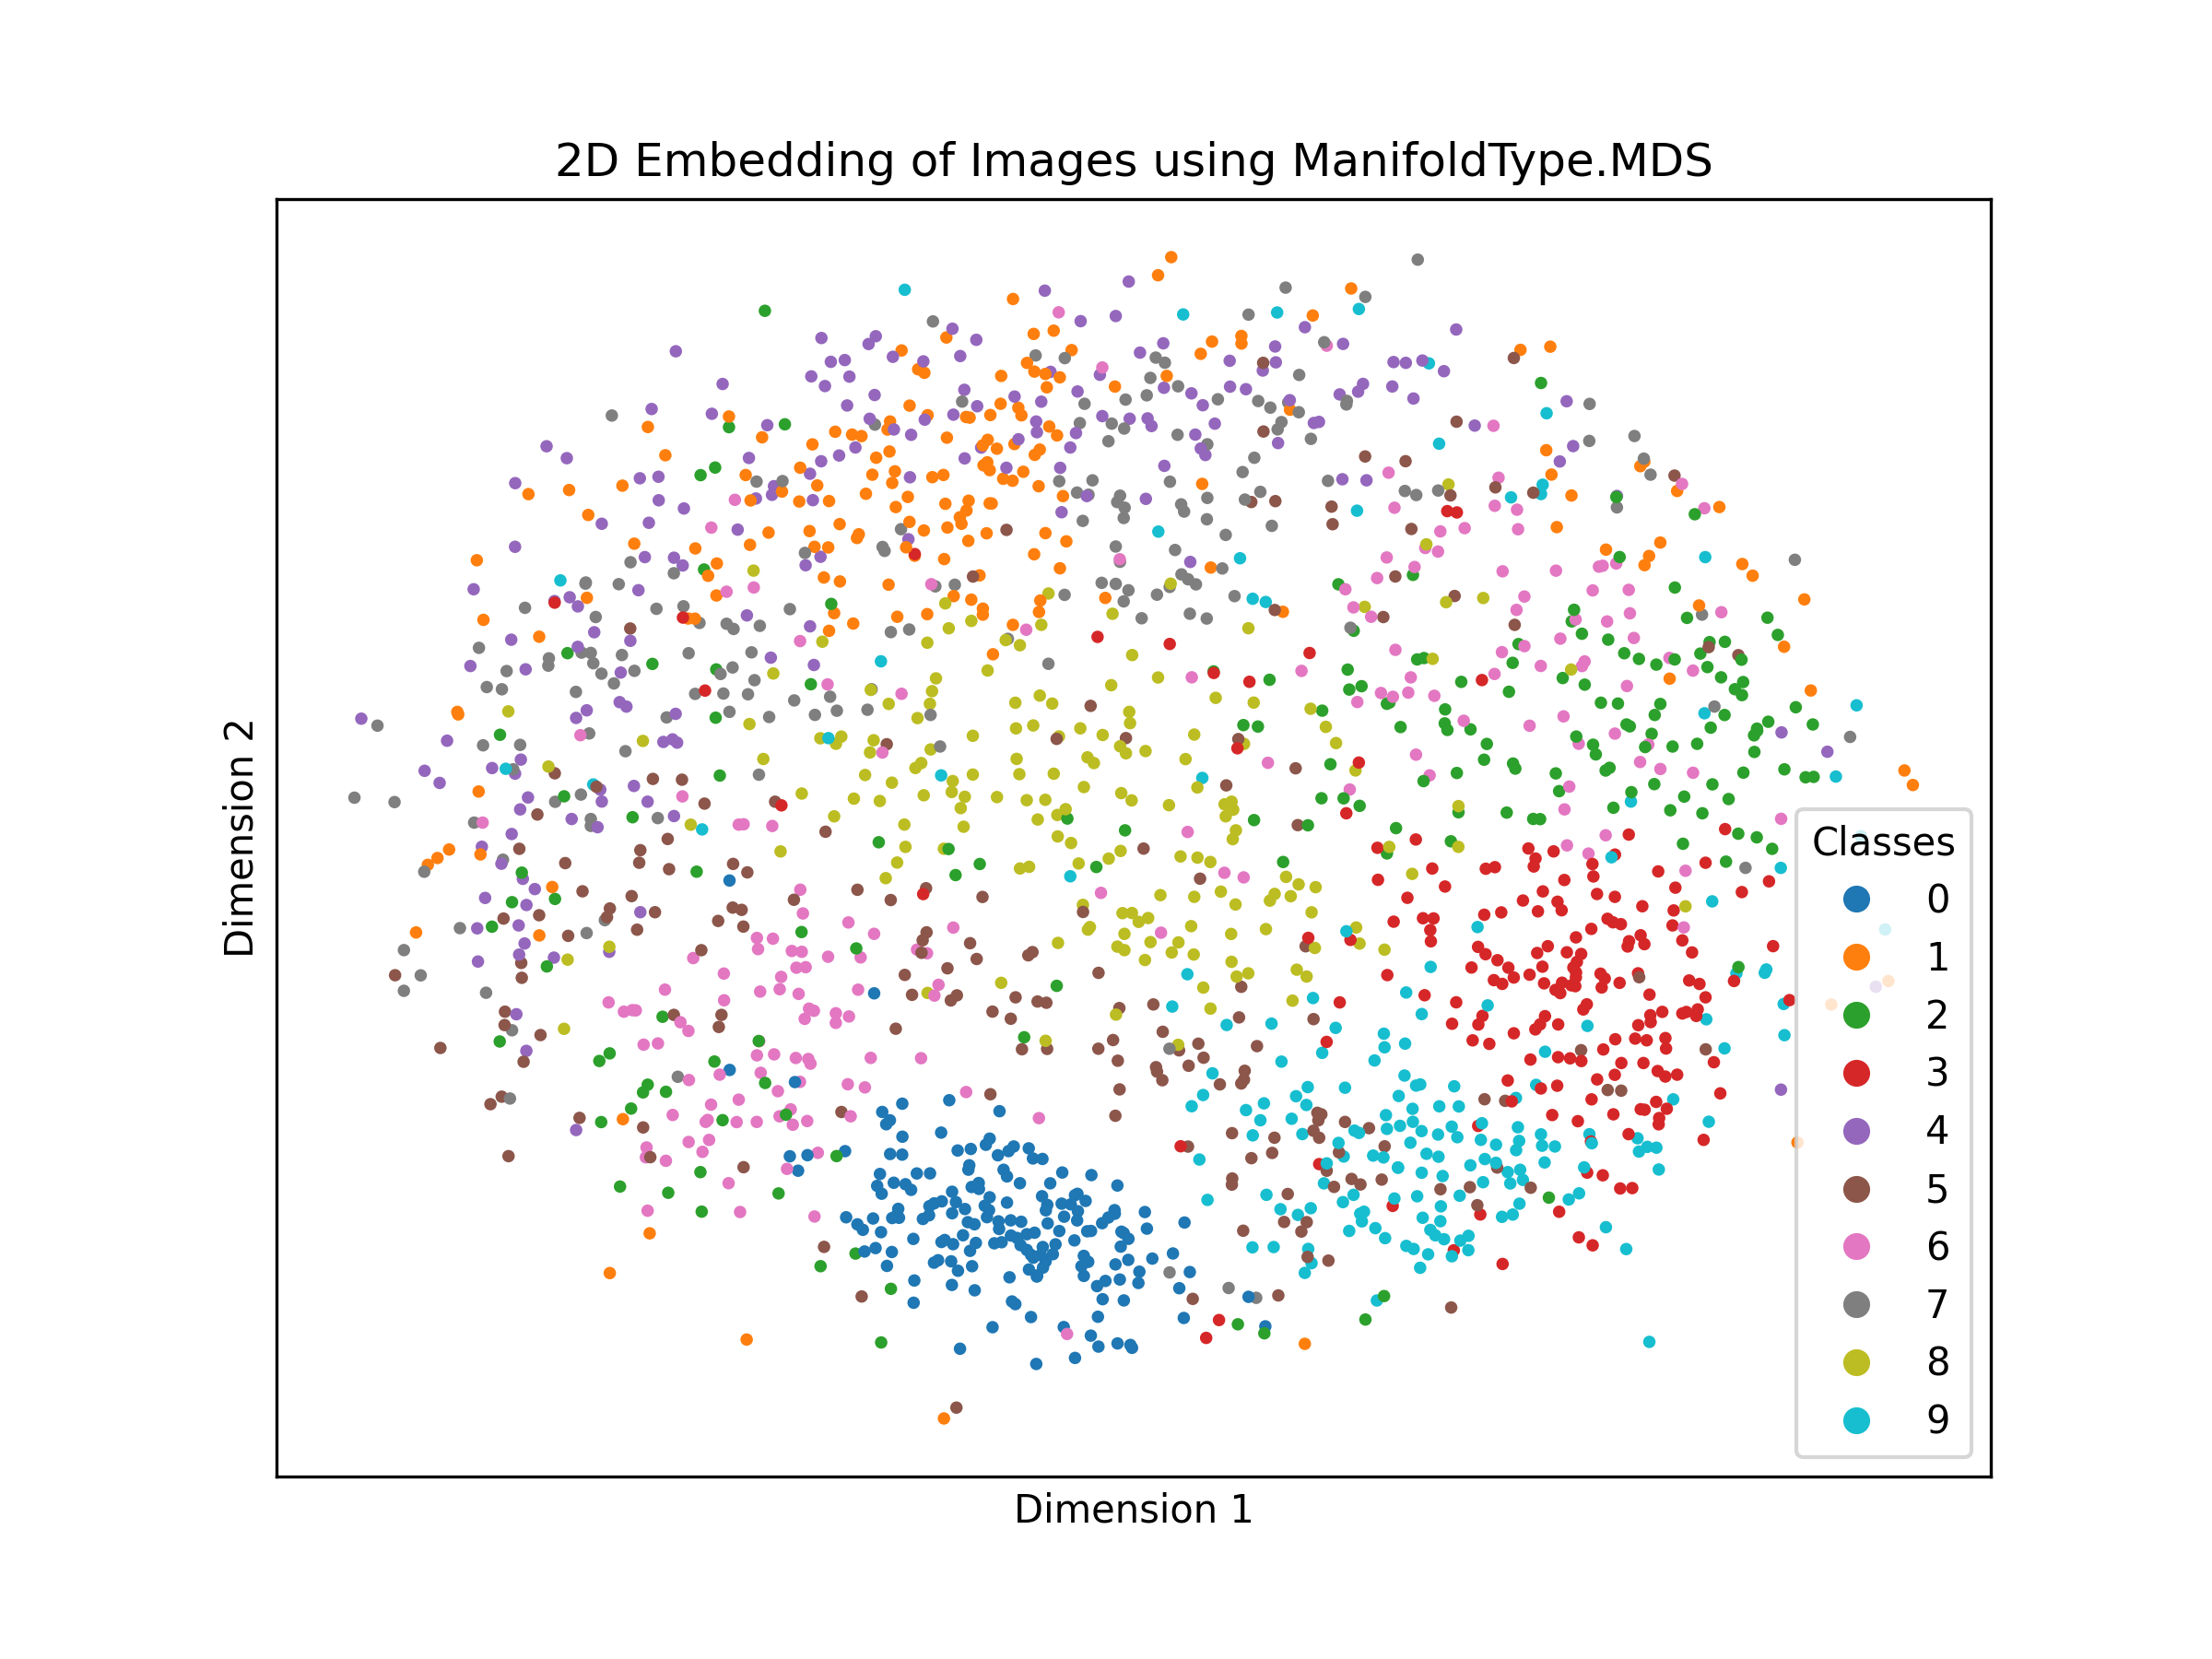 2D Embedding of Images using ManifoldType.MDS
Dimension 2
Classes
0
1
2
3
4
5
6
7
8
9
Dimension 1